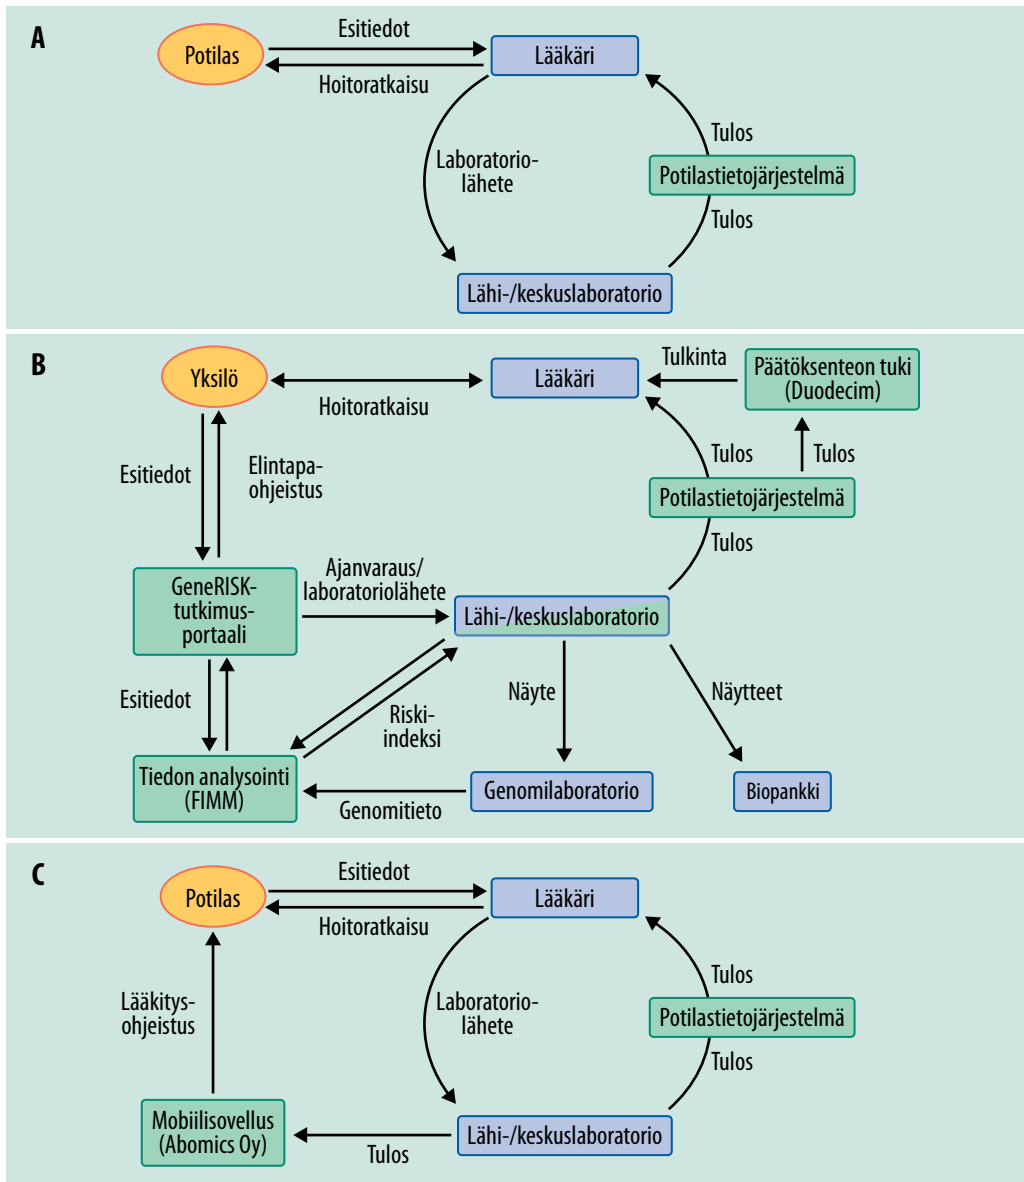 A
Potilas
Esitiedot
Hoitoratkaisu
Lääkäri
Laboratorio-
lähete
Tulos
Potilastietojärjestelmä
Tulos
Lähi-/keskuslaboratorio
B
Yksilö
Hoitoratkaisu
Lääkäri
Tulkinta
Päätöksenteon tuki
(Duodecim)
Esitiedot
Elintapa-
ohjeistus
Tulos
Tulos
Potilastietojärjestelmä
Tulos
GeneRISK-
tutkimus-
portaali
Ajanvaraus/
laboratoriolähete
Lähi-/keskuslaboratorio
Esitiedot
Riski-
indeksi
Näyte
Näytteet
Tiedon analysointi
(FIMM)
Genomitieto
Genomilaboratorio
Biopankki
C
Potilas
Esitiedot
Hoitoratkaisu
Lääkäri
Lääkitys-
ohjeistus
Laboratorio-
lähete
Tulos
Potilastietojärjestelmä
Tulos
Mobiilisovellus
(Abomics Oy)
Tulos
Lähi-/keskuslaboratorio